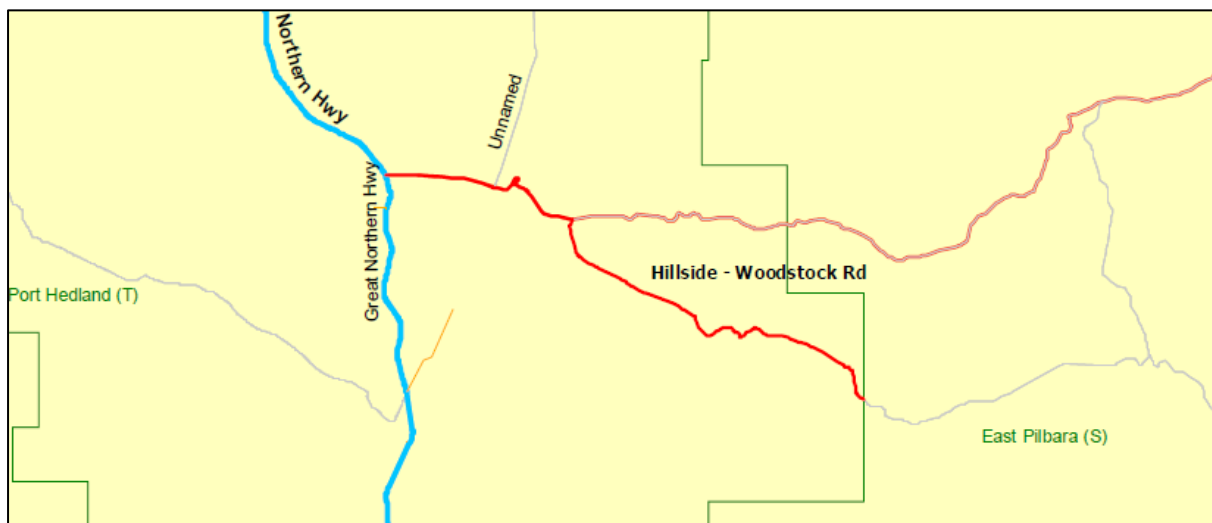 Northern Hwy
Unnamed
Great Northern Hwy
Hillside - Woodstock Rd
Port Hedland (T)
East Pilbara (S)